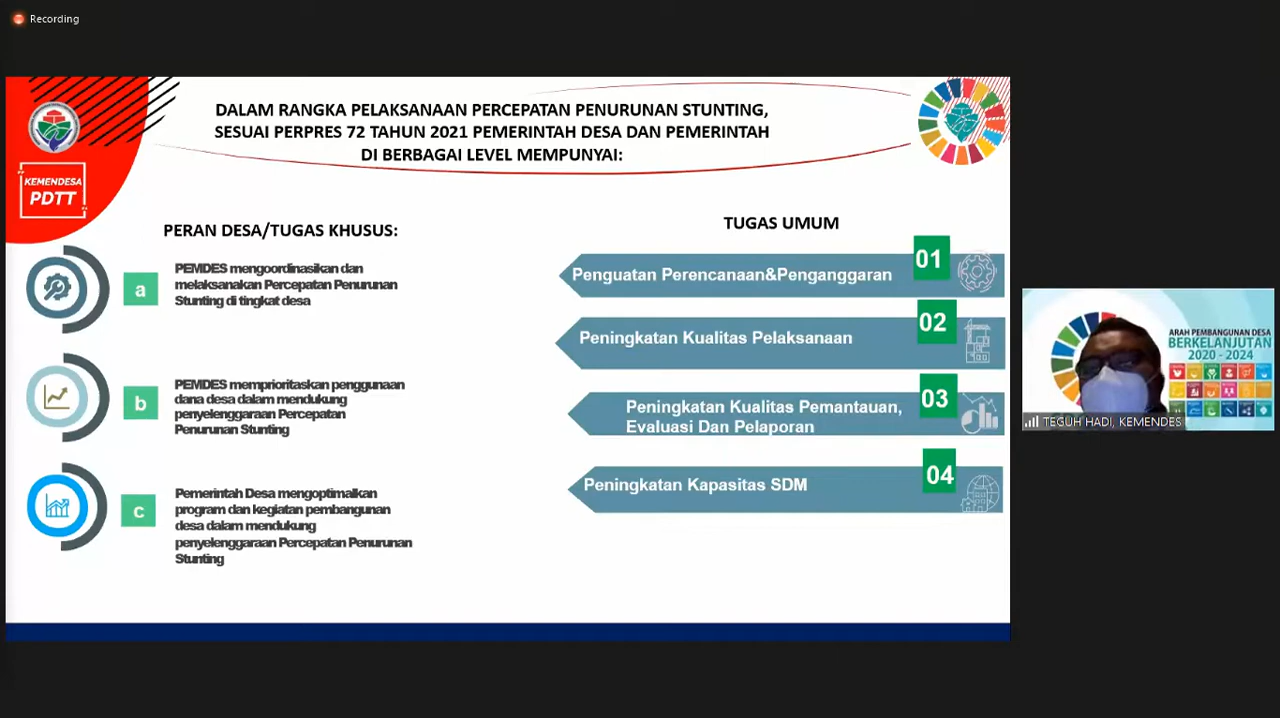 Recording
DALAM RANGKA PELAKSANAAN PERCEPATAN PENURUNAN STUNTING,
SESUAI PERPRES 72 TAHUN 2021 PEMERINTAH DESA DAN PEMERINTAH
DI BERBAGAI LEVEL MEMPUNYAI:
KEMENDESA
PDTT
PERAN DESA/TUGAS KHUSUS:
a
PEMDES mengoordinasikan dan
melaksanakan Percepatan Penurunan
Stunting di tingkat desa
b
PEMDES memprioritaskan penggunaan
dana desa dalam mendukung
penyelenggaraan Percepatan
Penurunan Stunting
c
Pemerintah Desa mengoptimalkan
program dan kegiatan pembangunan
desa dalam mendukung
penyelenggaraan Percepatan Penurunan
Stunting
TUGAS UMUM
01
Penguatan Perencanaan&Penganggaran
02
Peningkatan Kualitas Pelaksanaan
03
Peningkatan Kualitas Pemantauan,
Evaluasi Dan Pelaporan
04
Peningkatan Kapasitas SDM
ARAH PEMBANGUNAN DESA
BERKELANJUTAN
2020 - 2024
TEGUH HADI, KEMENDES